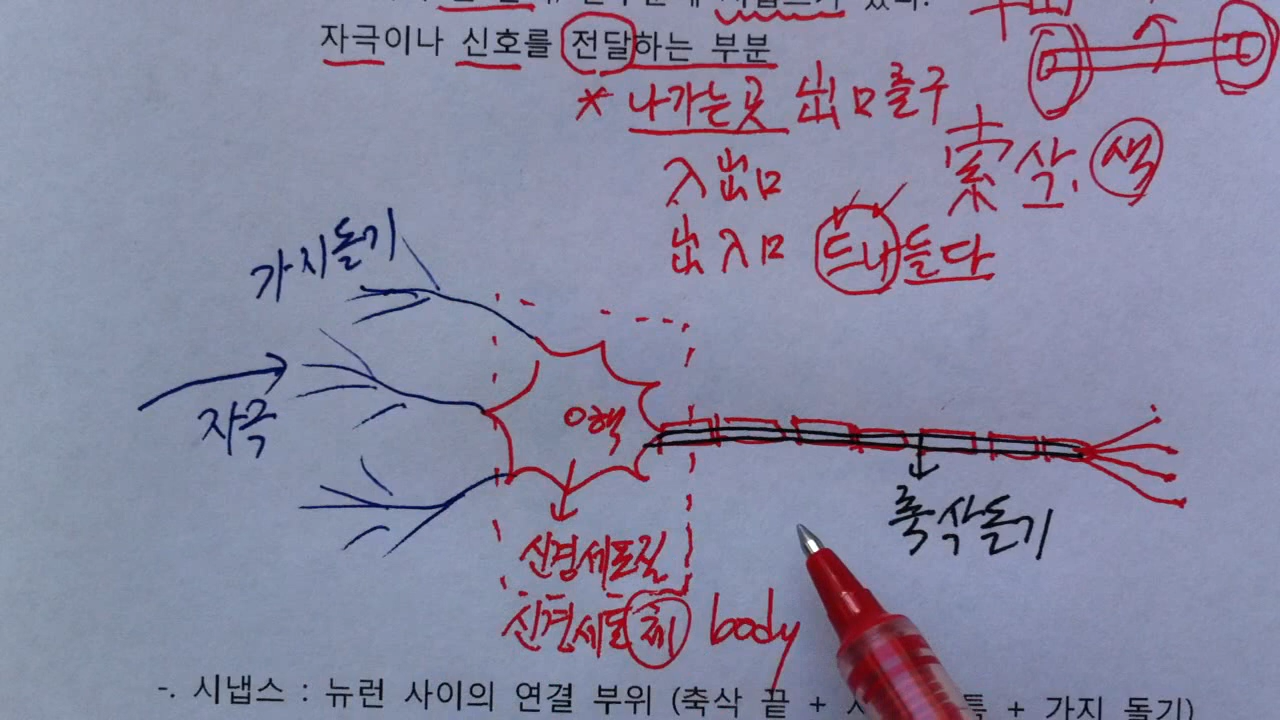 자극이나 신호를 전달하는 부분
* 나가는곳 出口 출구
入出口
索 삭, 색
出入口 드나들다
가지돌기
자극
핵
축삭돌기
신경세포질
신경세포체 body
-. 시냅스 : 뉴런 사이의 연결 부위 (축삭 끝 + 틈 + 가지 돌기)